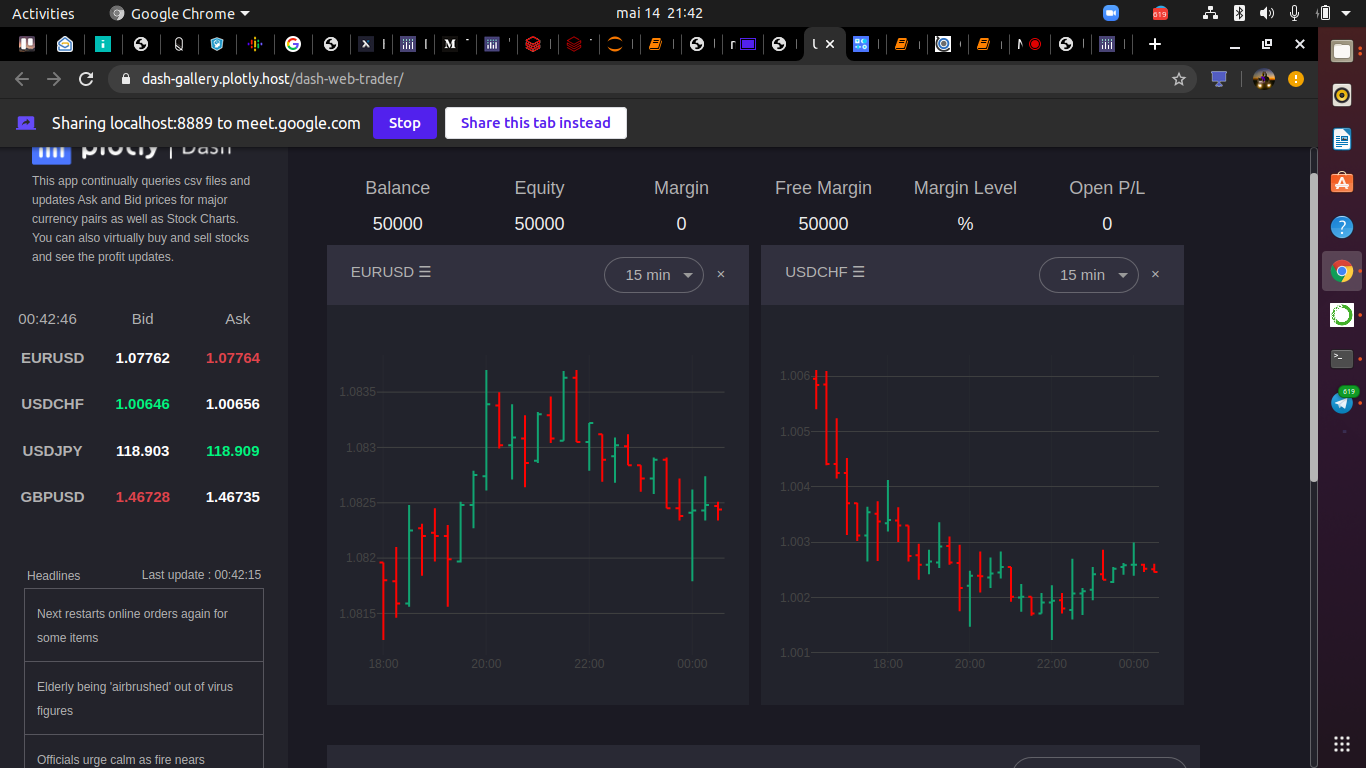 Activities
Google Chrome
mai 14 21:42
619
dash-gallery.plotly.host/dash-web-trader/
Sharing localhost:8889 to meet.google.com
Stop
Share this tab instead
plotly | Dash
This app continually queries csv files and
updates Ask and Bid prices for major
currency pairs as well as Stock Charts.
You can also virtually buy and sell stocks
and see the profit updates.
00:42:46 Bid Ask
EURUSD 1.07762 1.07764
USDCHF 1.00646 1.00656
USDJPY 118.903 118.909
GBPUSD 1.46728 1.46735
Headlines Last update : 00:42:15
Next restarts online orders again for
some items
Elderly being 'airbrushed' out of virus
figures
Officials urge calm as fire nears
Balance Equity Margin Free Margin Margin Level Open P/L
50000 50000 0 50000 % 0
EURUSD ☰ 15 min ×
1.0835
1.083
1.0825
1.082
1.0815
18:00 20:00 22:00 00:00
USDCHF ☰ 15 min ×
1.006
1.005
1.004
1.003
1.002
1.001
18:00 20:00 22:00 00:00
619